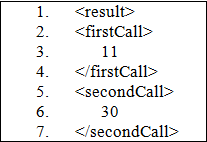 1. <result>
2. <firstCall>
3. 11
4. </firstCall>
5. <secondCall>
6. 30
7. </secondCall>